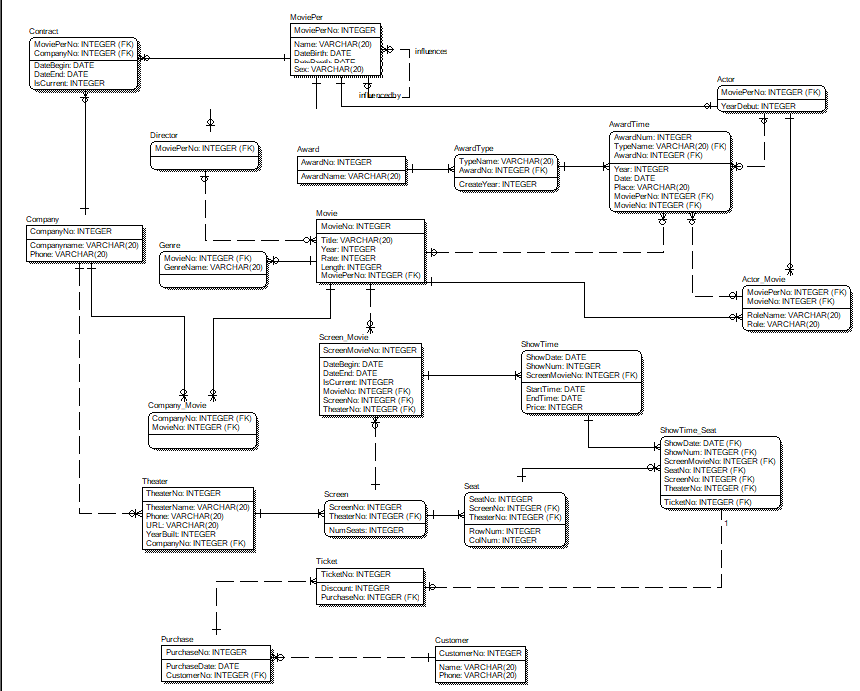 MoviePer
MoviePerNo: INTEGER
Name: VARCHAR(20)
DateBirth: DATE
DateDeath: DATE
Sex: VARCHAR(20)
influences
influencedby
Contract
MoviePerNo: INTEGER (FK)
CompanyNo: INTEGER (FK)
DateBegin: DATE
DateEnd: DATE
IsCurrent: INTEGER
Actor
MoviePerNo: INTEGER (FK)
YearDebut: INTEGER
Director
MoviePerNo: INTEGER (FK)
Award
AwardNo: INTEGER
AwardName: VARCHAR(20)
AwardType
TypeName: VARCHAR(20)
AwardNo: INTEGER (FK)
CreateYear: INTEGER
AwardTime
AwardNum: INTEGER
TypeName: VARCHAR(20) (FK)
AwardNo: INTEGER (FK)
Year: INTEGER
Date: DATE
Place: VARCHAR(20)
MoviePerNo: INTEGER (FK)
MovieNo: INTEGER (FK)
Company
CompanyNo: INTEGER
Companyname: VARCHAR(20)
Phone: VARCHAR(20)
Genre
MovieNo: INTEGER (FK)
GenreName: VARCHAR(20)
Movie
MovieNo: INTEGER
Title: VARCHAR(20)
Year: INTEGER
Rate: INTEGER
Length: INTEGER
MoviePerNo: INTEGER (FK)
Actor_Movie
MoviePerNo: INTEGER (FK)
MovieNo: INTEGER (FK)
RoleName: VARCHAR(20)
Role: VARCHAR(20)
Screen_Movie
ScreenMovieNo: INTEGER
DateBegin: DATE
DateEnd: DATE
IsCurrent: INTEGER
MovieNo: INTEGER (FK)
ScreenNo: INTEGER (FK)
TheaterNo: INTEGER (FK)
ShowTime
ShowDate: DATE
ShowNum: INTEGER
ScreenMovieNo: INTEGER (FK)
StartTime: DATE
EndTime: DATE
Price: INTEGER
Company_Movie
CompanyNo: INTEGER (FK)
MovieNo: INTEGER (FK)
ShowTime_Seat
ShowDate: DATE (FK)
ShowNum: INTEGER (FK)
ScreenMovieNo: INTEGER (FK)
SeatNo: INTEGER (FK)
ScreenNo: INTEGER (FK)
TheaterNo: INTEGER (FK)
TicketNo: INTEGER (FK)
1
Theater
TheaterNo: INTEGER
TheaterName: VARCHAR(20)
Phone: VARCHAR(20)
URL: VARCHAR(20)
YearBuilt: INTEGER
CompanyNo: INTEGER (FK)
Screen
ScreenNo: INTEGER
TheaterNo: INTEGER (FK)
NumSeats: INTEGER
Seat
SeatNo: INTEGER
ScreenNo: INTEGER (FK)
TheaterNo: INTEGER (FK)
RowNum: INTEGER
ColNum: INTEGER
Ticket
TicketNo: INTEGER
Discount: INTEGER
PurchaseNo: INTEGER (FK)
Purchase
PurchaseNo: INTEGER
PurchaseDate: DATE
CustomerNo: INTEGER (FK)
Customer
CustomerNo: INTEGER
Name: VARCHAR(20)
Phone: VARCHAR(20)